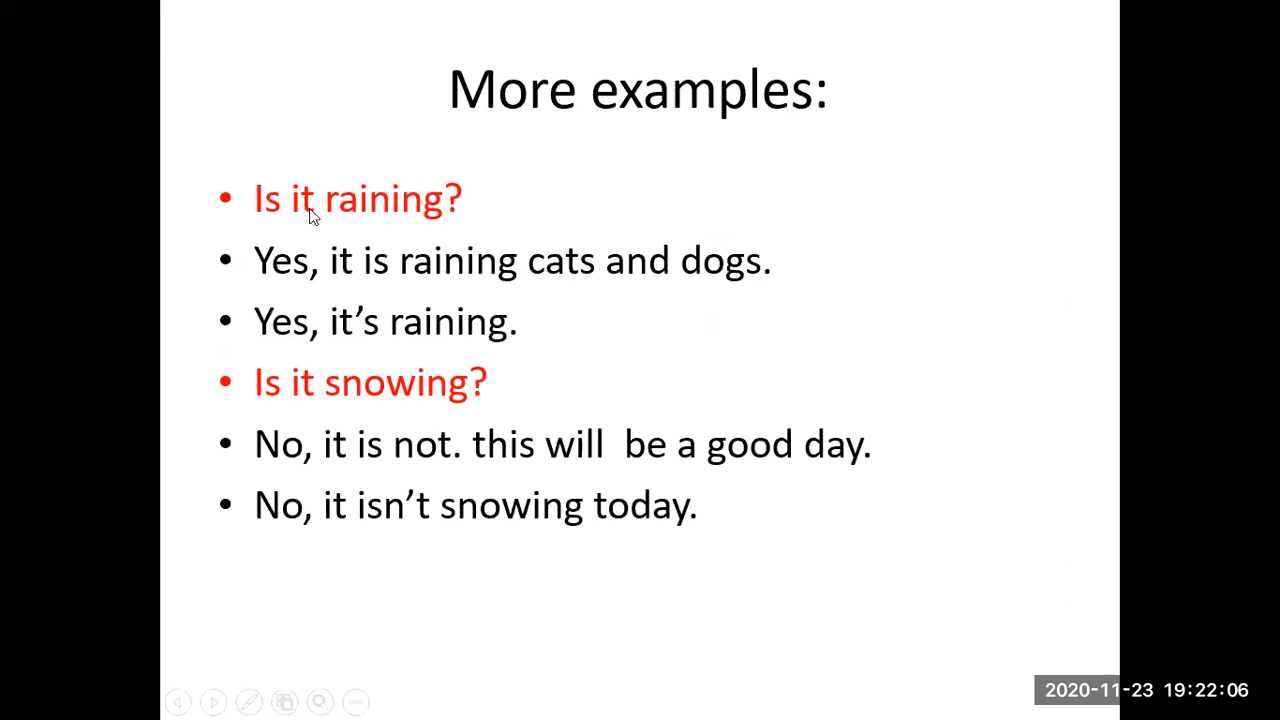 More examples:
• Is it raining?
• Yes, it is raining cats and dogs.
• Yes, it’s raining.
• Is it snowing?
• No, it is not. this will  be a good day.
• No, it isn’t snowing today.
2020-11-23 19:22:06